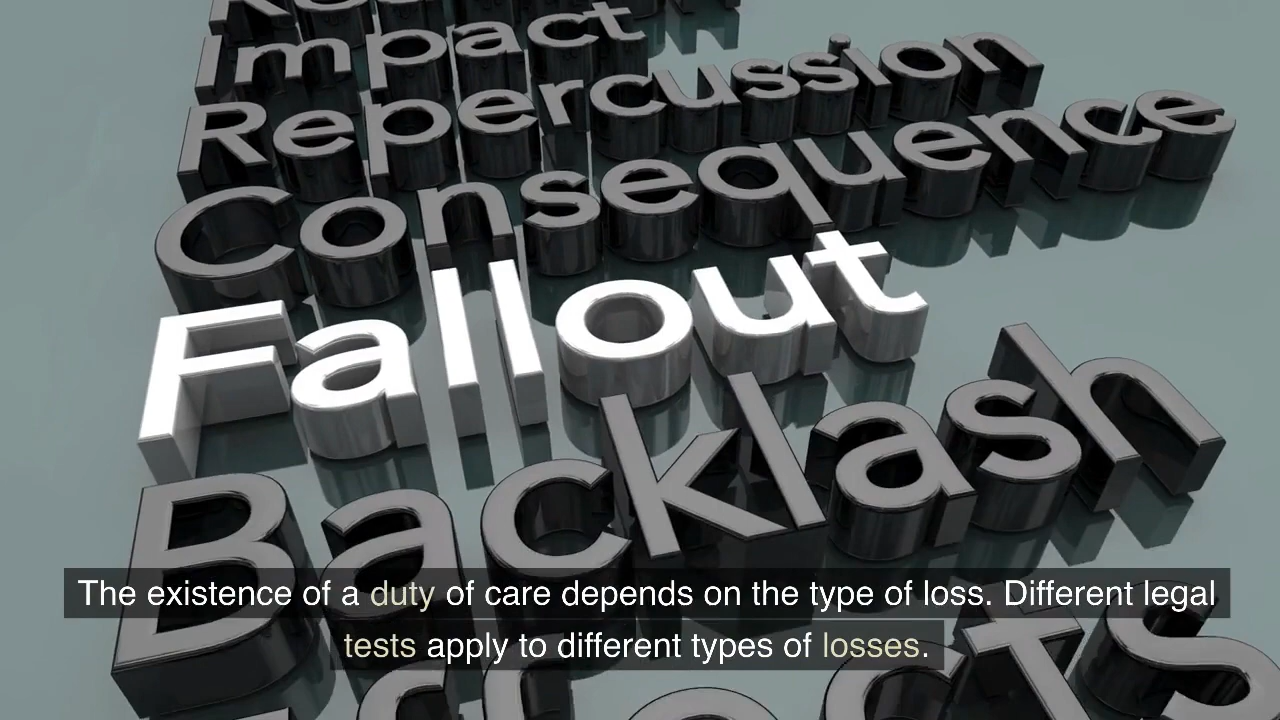 Impact
Repercussion
Consequence
Fallout
Backlash
The existence of a duty of care depends on the type of loss. Different legal
tests apply to different types of losses.